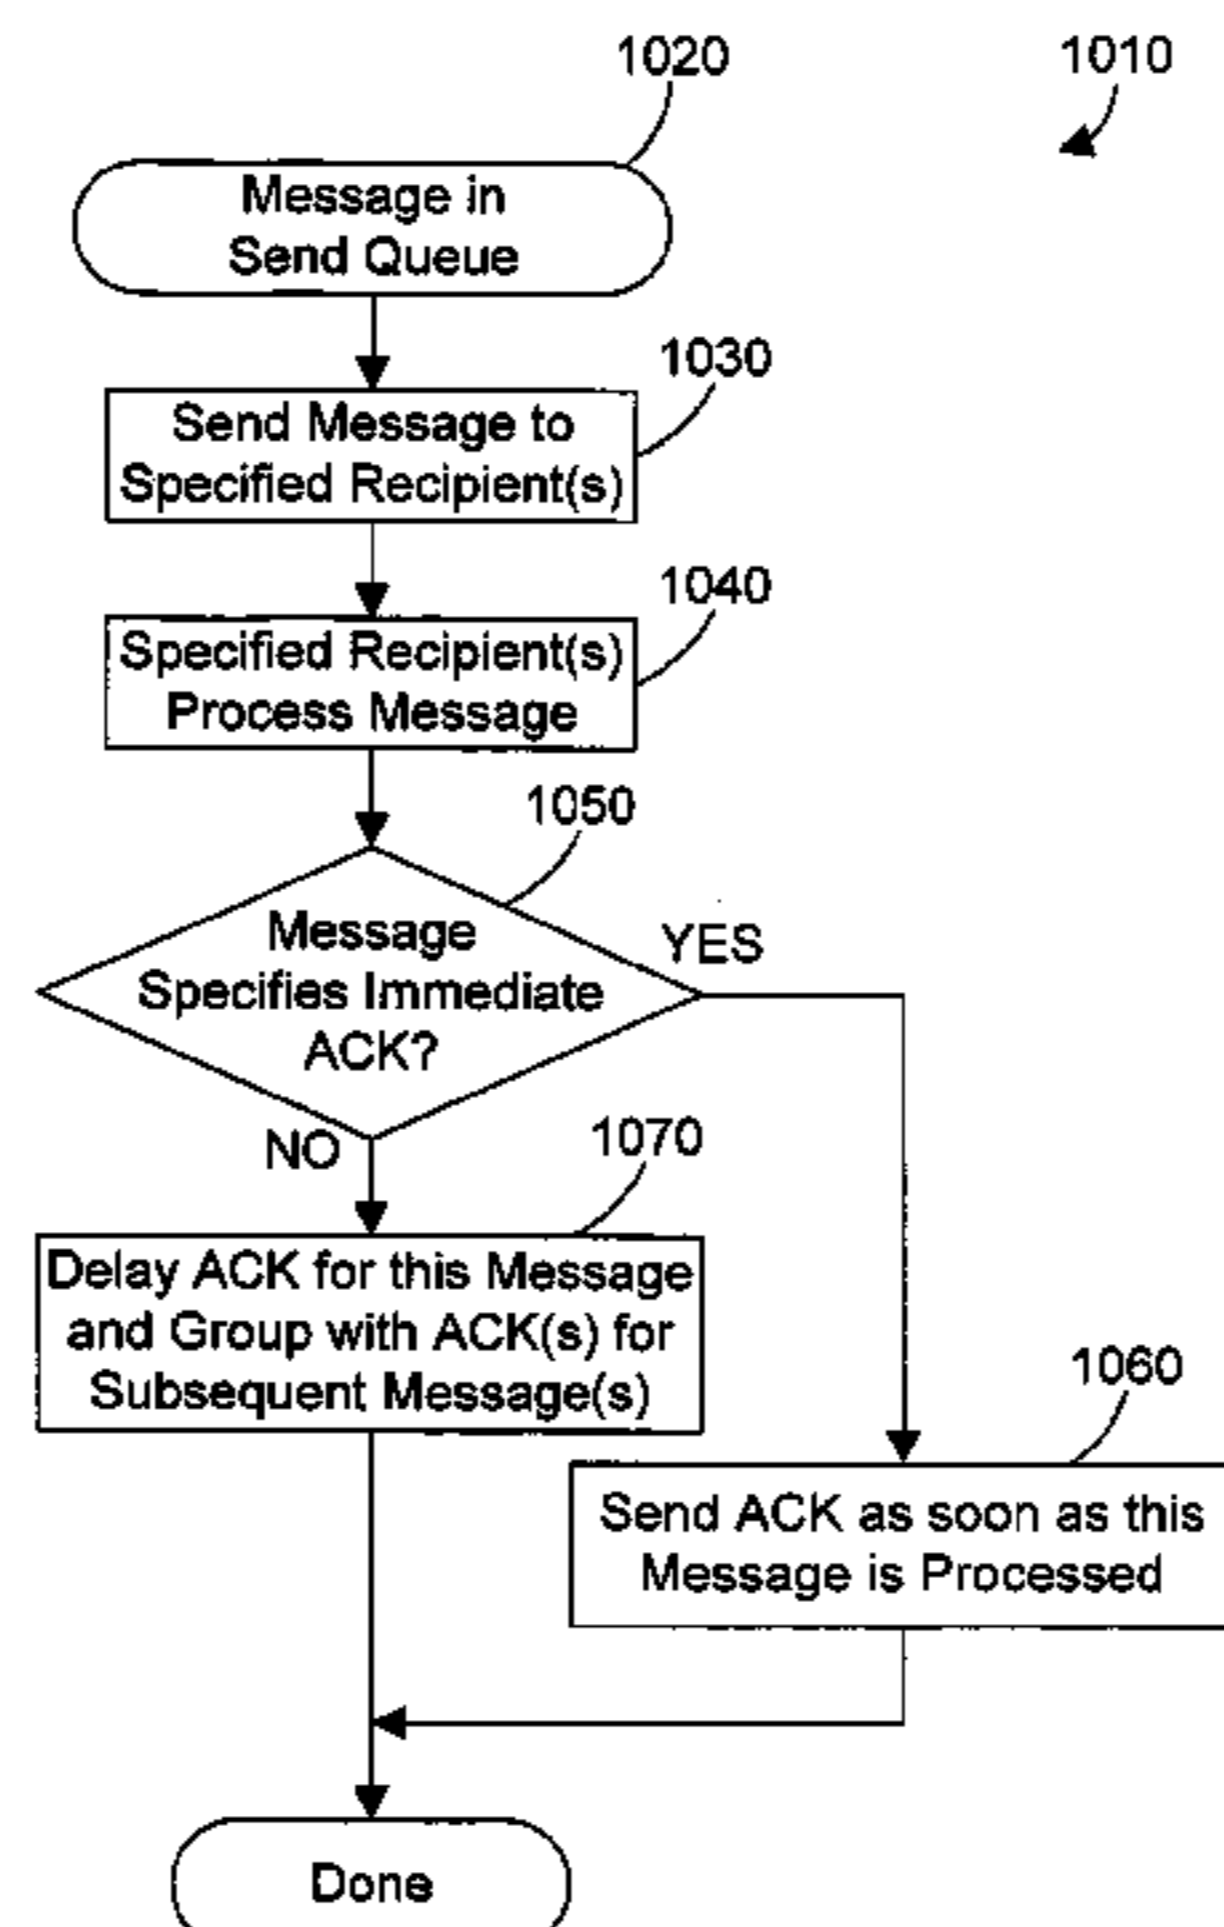 1020
1010
Message in
Send Queue
1030
Send Message to
Specified Recipient(s)
1040
Specified Recipient(s)
Process Message
1050
Message
Specifies Immediate
ACK?
YES
NO
1070
Delay ACK for this Message
and Group with ACK(s) for
Subsequent Message(s)
1060
Send ACK as soon as this
Message is Processed
Done